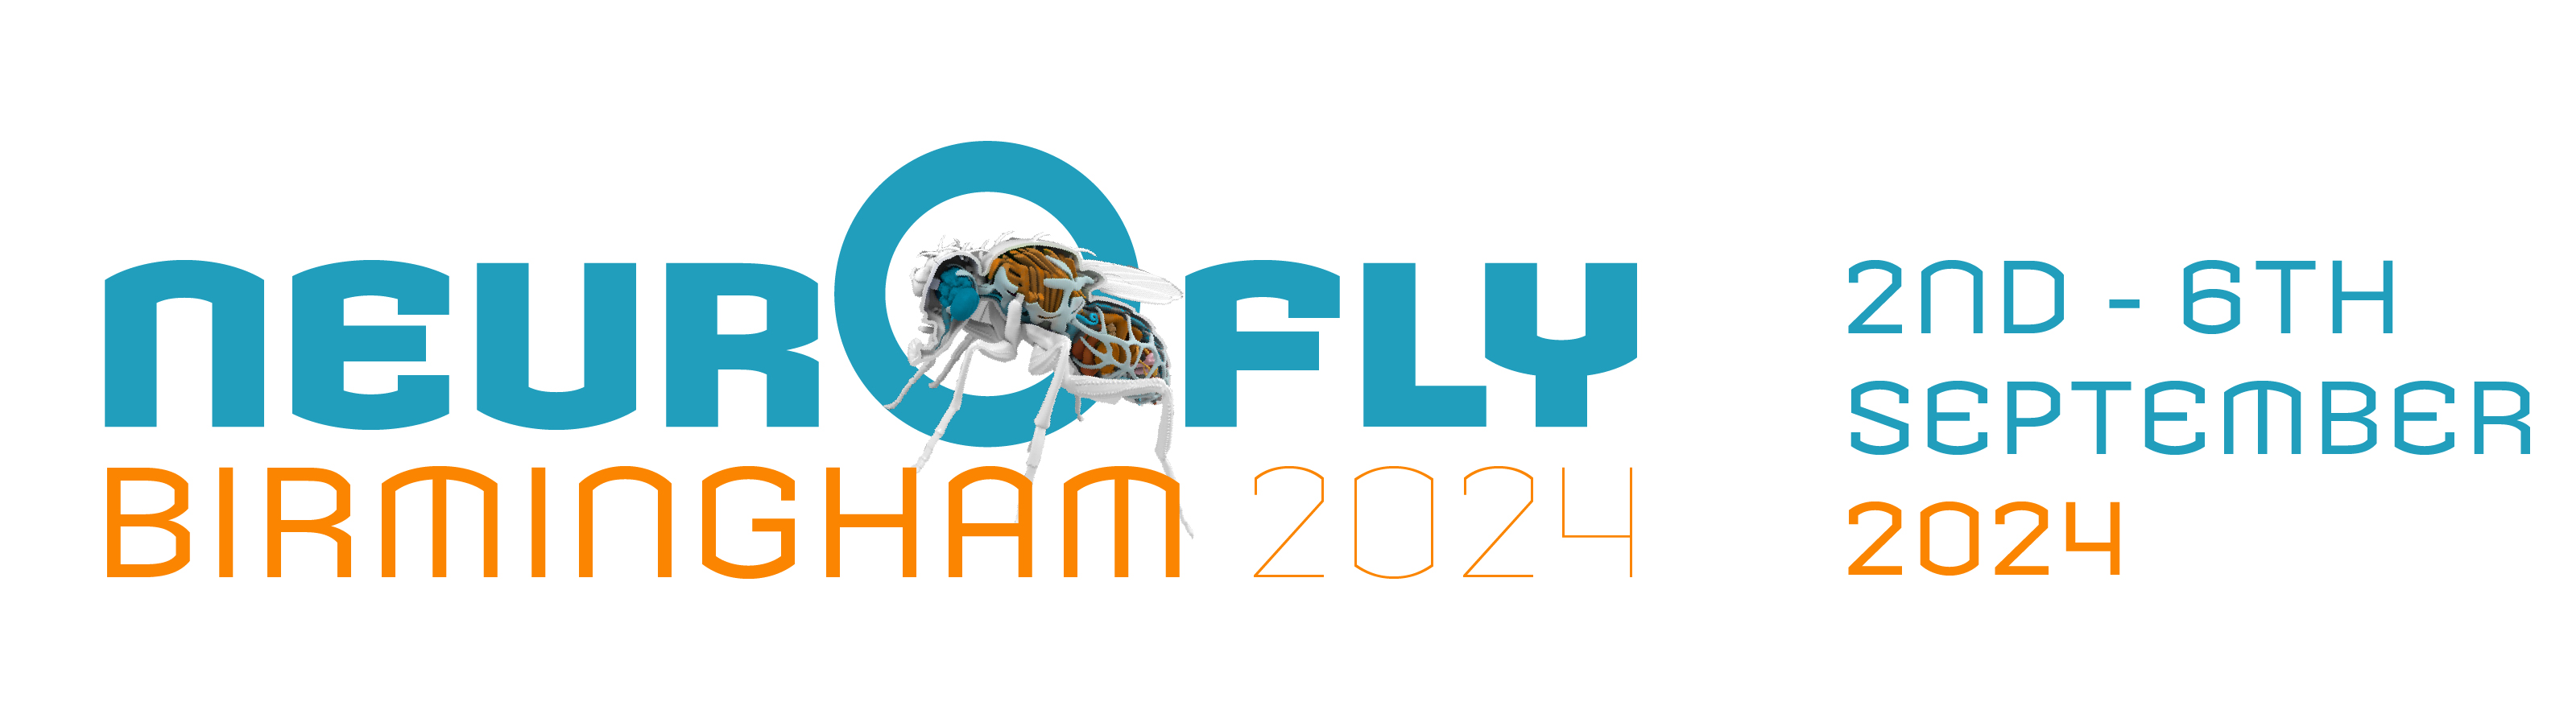 NEUROFLY
BIRMINGHAM 2024
2ND - 6TH
SEPTEMBER
2024